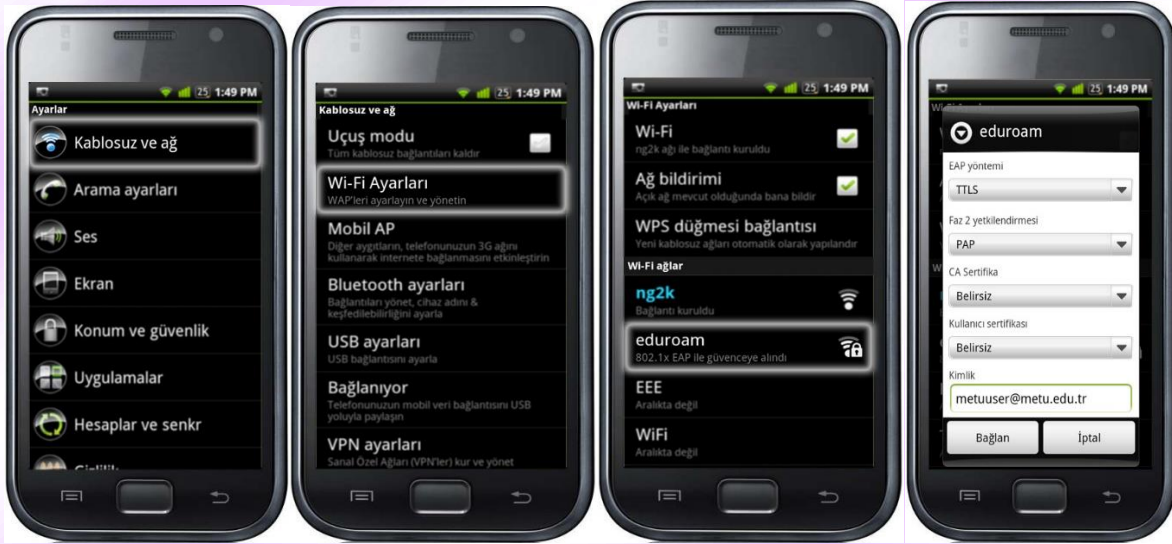 25 1:49 PM
Ayarlar
Kablosuz ve ağ
Arama ayarları
Ses
Ekran
Konum ve güvenlik
Uygulamalar
Hesaplar ve senkr
Gizlilik
25 1:49 PM
Kablosuz ve ağ
Uçuş modu
Tüm kablosuz bağlantıları kaldır
Wi-Fi Ayarları
WAP'leri ayarlayın ve yönetin
Mobil AP
Diğer aygıtların, telefonunuzun 3G ağını
kullanarak internete bağlanmasını etkinleştirin
Bluetooth ayarları
Bağlantıları yönet, cihaz adını &
keşfedilebilirliğini ayarla
USB ayarları
USB bağlantısını ayarla
Bağlanıyor
Telefonunuzun mobil veri bağlantısını USB
yoluyla paylaşın
VPN ayarları
Sanal Özel Ağları (VPN'ler) kur ve yönet
25 1:49 PM
Wi-Fi Ayarları
Wi-Fi
ng2k ağı ile bağlantı kuruldu
Ağ bildirimi
Açık ağ mevcut olduğunda bana bildir
WPS düğmesi bağlantısı
Yeni kablosuz ağları otomatik olarak yapılandır
Wi-Fi ağlar
ng2k
Bağlantı kuruldu
eduroam
802.1x EAP ile güvenceye alındı
EEE
Aralıkta değil
WiFi
Aralıkta değil
25 1:49 PM
eduroam
EAP yöntemi
TTLS
Faz 2 yetkilendirmesi
PAP
CA Sertifika
Belirsiz
Kullanıcı sertifikası
Belirsiz
Kimlik
metuuser@metu.edu.tr
Bağlan İptal